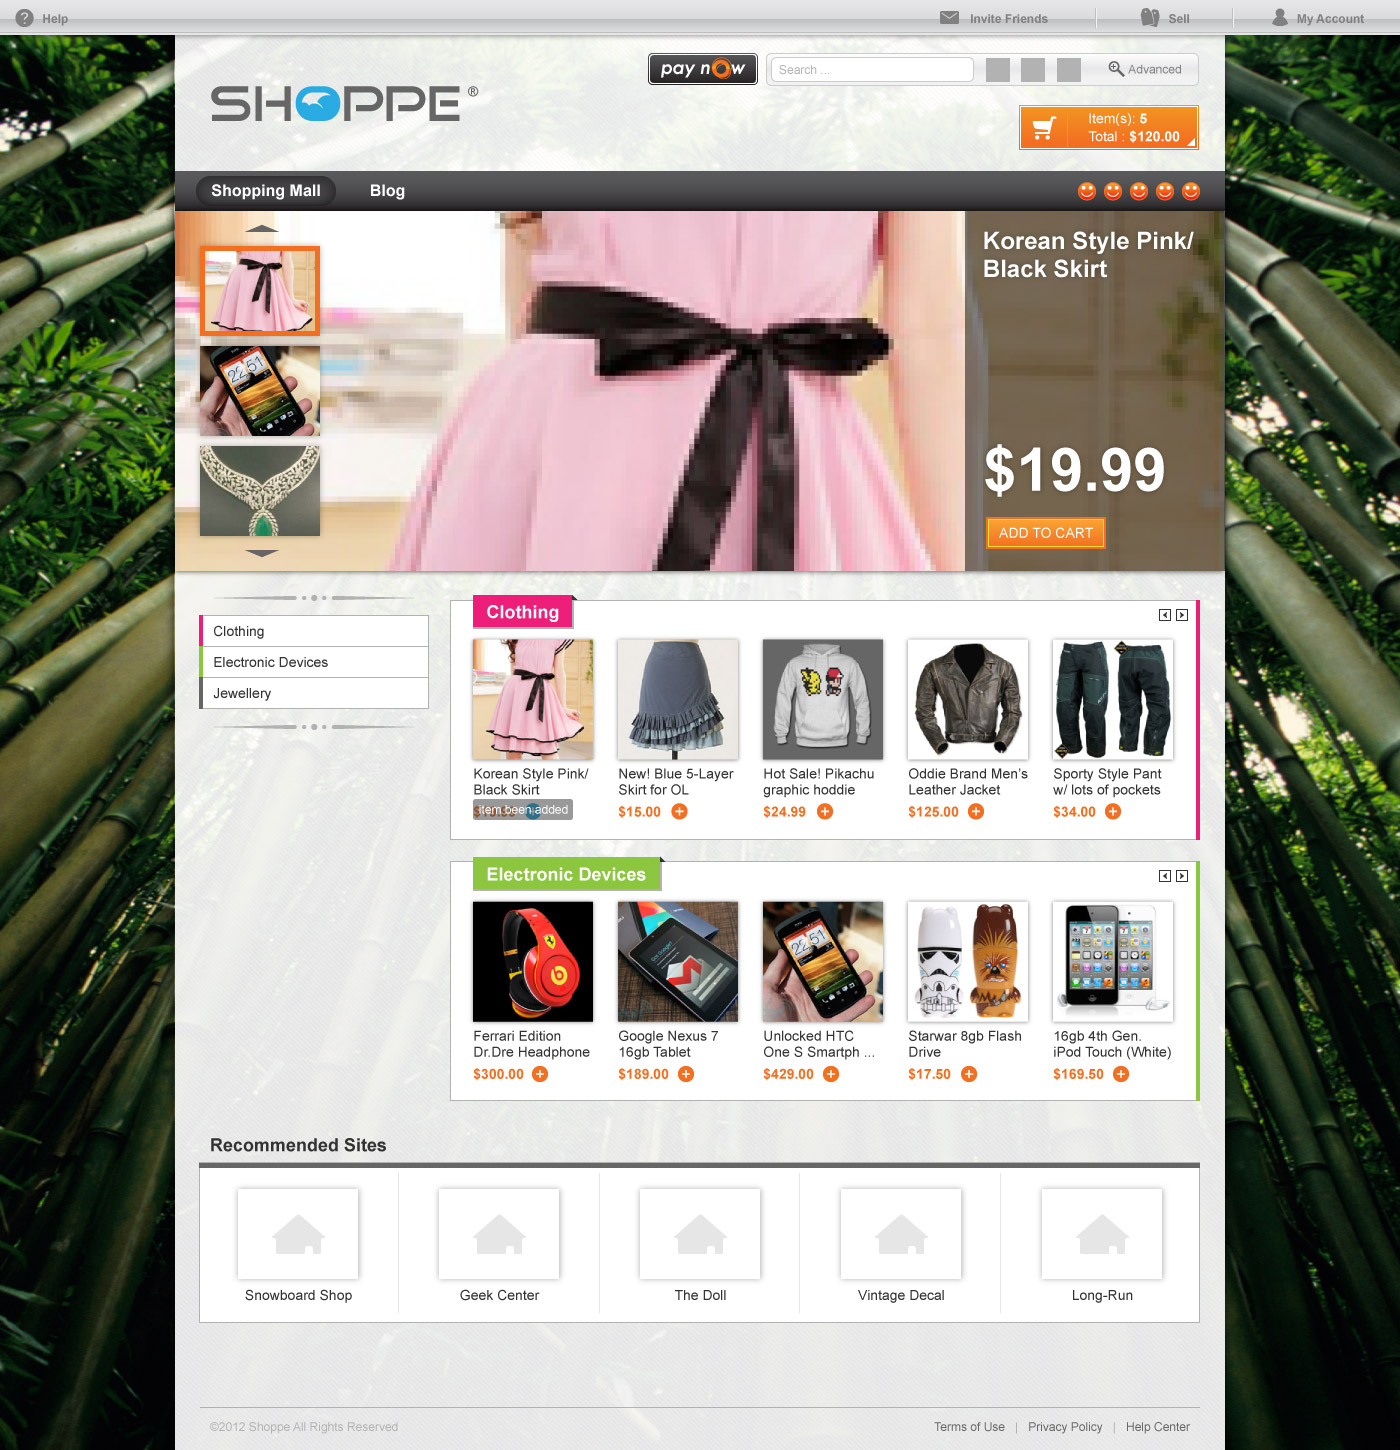 Help
Invite Friends
Sell
My Account
SHOPPE ®
pay now
Search ...
Advanced
Item(s): 5
Total : $120.00
Shopping Mall
Blog
22 51
Korean Style Pink/
Black Skirt
$19.99
ADD TO CART
Clothing
Electronic Devices
Jewellery
Clothing
Korean Style Pink/
Black Skirt
item been added
New! Blue 5-Layer
Skirt for OL
$15.00
Hot Sale! Pikachu
graphic hoddie
$24.99
Oddie Brand Men's
Leather Jacket
$125.00
Sporty Style Pant
w/ lots of pockets
$34.00
Electronic Devices
Ferrari Edition
Dr.Dre Headphone
$300.00
Google Nexus 7
16gb Tablet
$189.00
22 51
Unlocked HTC
One S Smartph ...
$429.00
Starwar 8gb Flash
Drive
$17.50
16gb 4th Gen.
iPod Touch (White)
$169.50
Recommended Sites
Snowboard Shop
Geek Center
The Doll
Vintage Decal
Long-Run
©2012 Shoppe All Rights Reserved
Terms of Use | Privacy Policy | Help Center